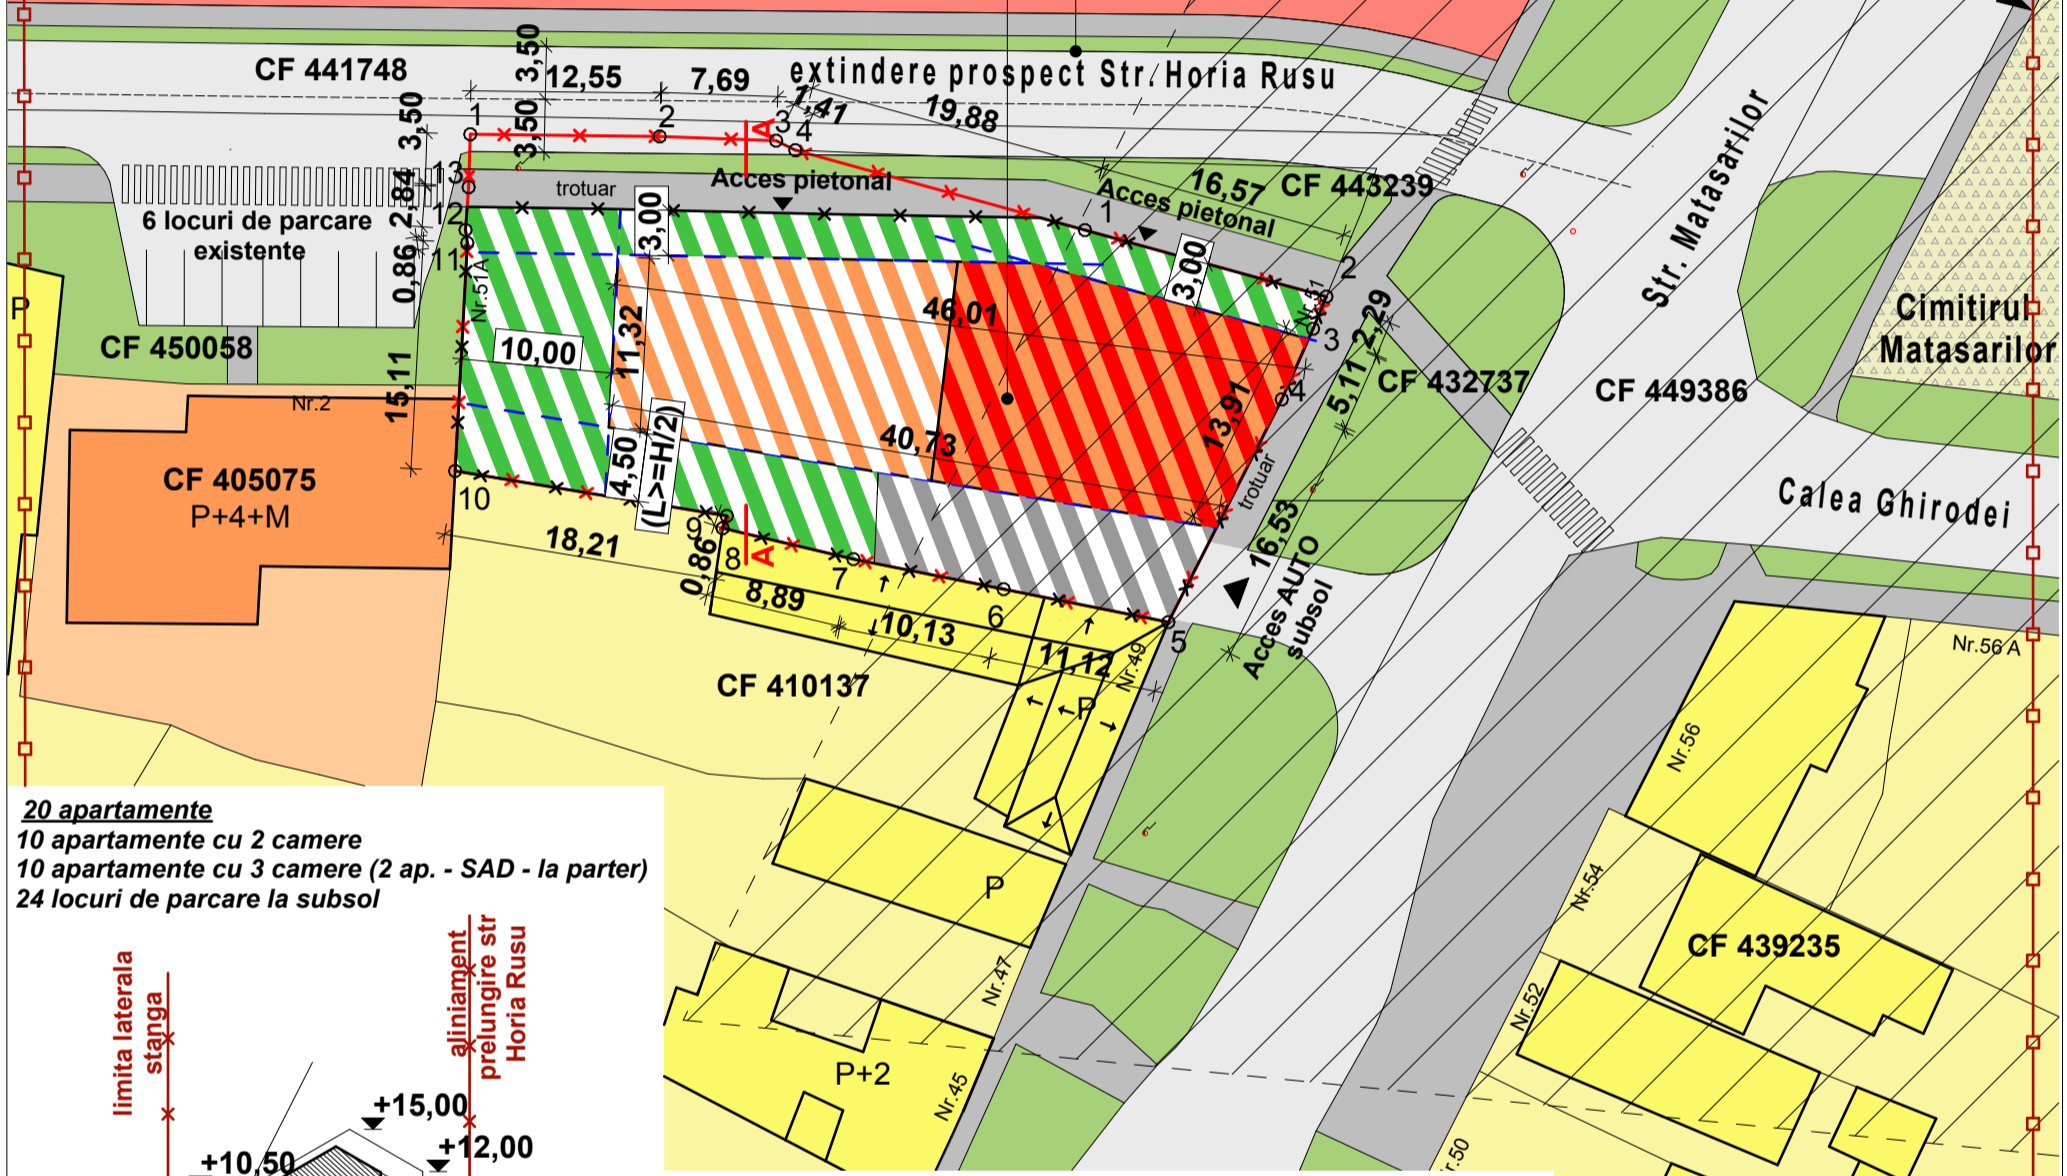 CF 441748
3,50
12,55
7,69
extindere prospect Str. Horia Rusu
1,41
19,88
3,50
3,50
1
2
3
4
A
13
2,84
trotuar
Acces pietonal
16,57
CF 443239
Acces pietonal
Str. Matasarilor
6 locuri de parcare
existente
12
3,00
1
3,00
2
11
0,86
Nr.51A
Nr.51
P
46,01
3
2,29
Cimitirul
Matasarilor
CF 450058
10,00
11,32
15,11
5,11
CF 432737
CF 449386
Nr.2
4
13,91
40,73
CF 405075
P+4+M
4,50
(L>=H/2)
trotuar
Calea Ghirodei
10
9
8
A
18,21
0,86
7
16,53
8,89
6
Acces AUTO
subsol
10,13
5
11,12
Nr.49
CF 410137
P
Nr.56 A
Nr.56
20 apartamente
10 apartamente cu 2 camere
10 apartamente cu 3 camere (2 ap. - SAD - la parter)
24 locuri de parcare la subsol
P
Nr.54
CF 439235
limita laterala
stanga
aliniament
prelungire str
Horia Rusu
Nr.47
Nr.52
P+2
Nr.45
+15,00
+12,00
+10,50
r.50